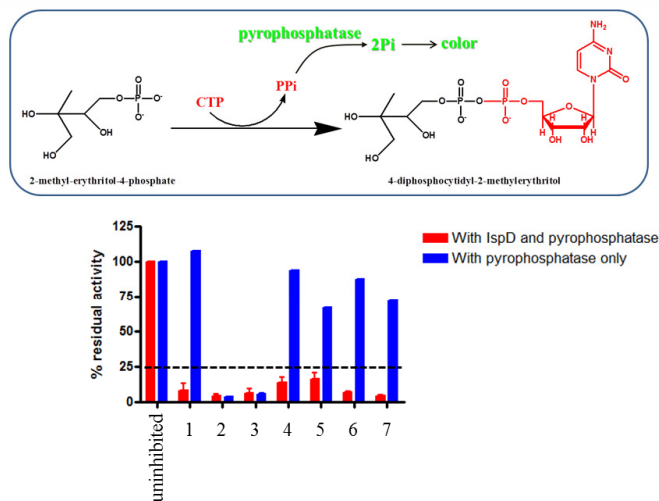 pyrophosphatase
2Pi
color
CTP
PPi
NH2
N
N
O
O
O
O
O
P
O-
O-
O
P
O
P
O
O-
O-
O
HO
OH
HO
HO
OH
HO
H
H
H
H
OH
OH
2-methyl-erythritol-4-phosphate
4-diphosphocytidyl-2-methylerythritol
125
100
75
50
25
0
% residual activity
With IspD and pyrophosphatase
With pyrophosphatase only
uninhibited
1
2
3
4
5
6
7